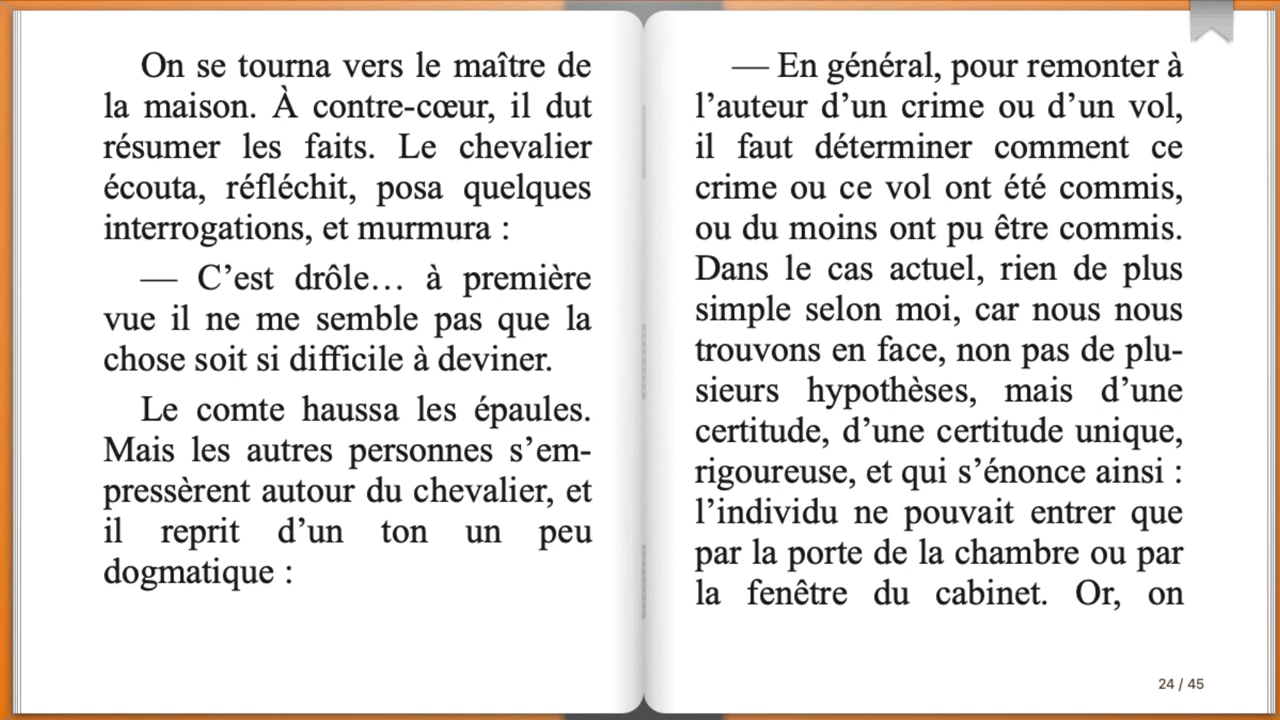 On se tourna vers le maître de
la maison. À contre-cœur, il dut
résumer les faits. Le chevalier
écouta, réfléchit, posa quelques
interrogations, et murmura :
— C’est drôle… à première
vue il ne me semble pas que la
chose soit si difficile à deviner.
Le comte haussa les épaules.
Mais les autres personnes s’em-
pressèrent autour du chevalier, et
il reprit d’un ton un peu
dogmatique :
— En général, pour remonter à
l’auteur d’un crime ou d’un vol,
il faut déterminer comment ce
crime ou ce vol ont été commis,
ou du moins ont pu être commis.
Dans le cas actuel, rien de plus
simple selon moi, car nous nous
trouvons en face, non pas de plu-
sieurs hypothèses, mais d’une
certitude, d’une certitude unique,
rigoureuse, et qui s’énonce ainsi :
l’individu ne pouvait entrer que
par la porte de la chambre ou par
la fenêtre du cabinet. Or, on
24 / 45